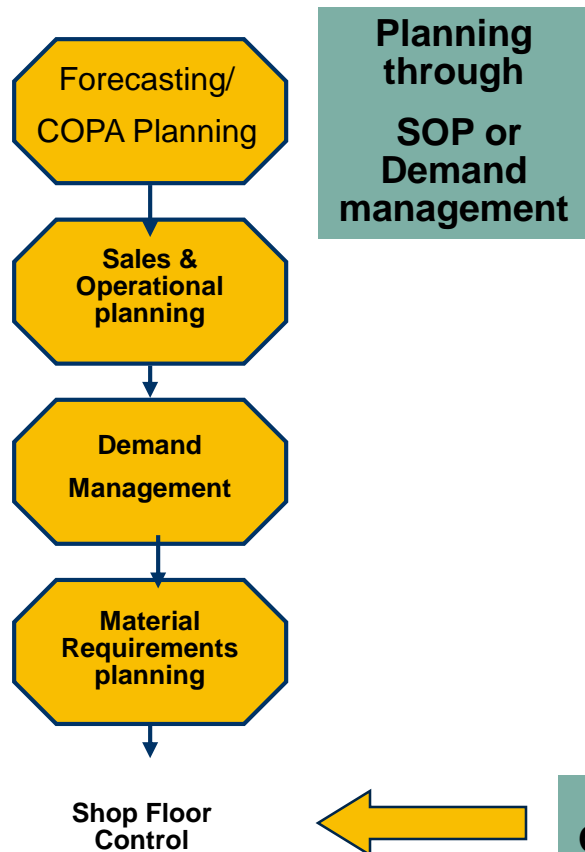 Forecasting/
COPA Planning
Planning
through
SOP or
Demand
management
Sales &
Operational
planning
Demand
Management
Material
Requirements
planning
Shop Floor
Control